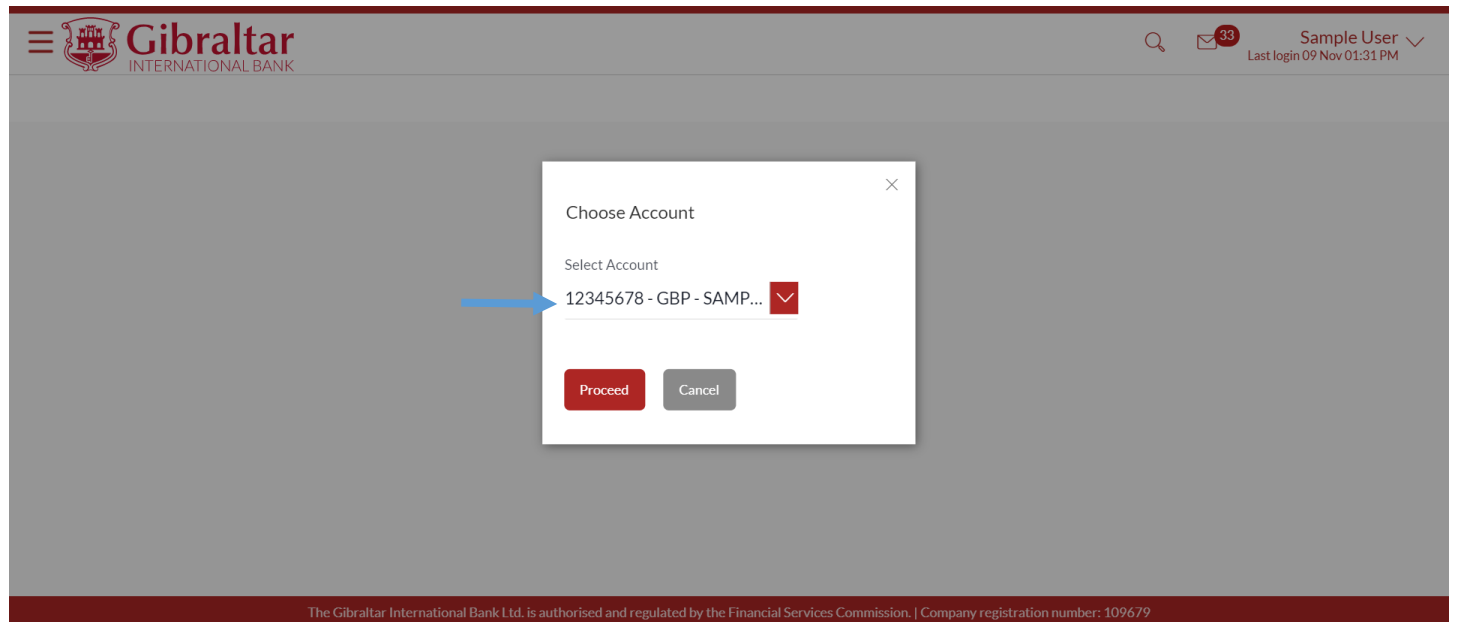 Gibraltar
INTERNATIONAL BANK
33
Sample User
Last login 09 Nov 01:31 PM
Choose Account
Select Account
12345678 - GBP - SAMP...
Proceed
Cancel
The Gibraltar International Bank Ltd. is authorised and regulated by the Financial Services Commission. | Company registration number: 109679